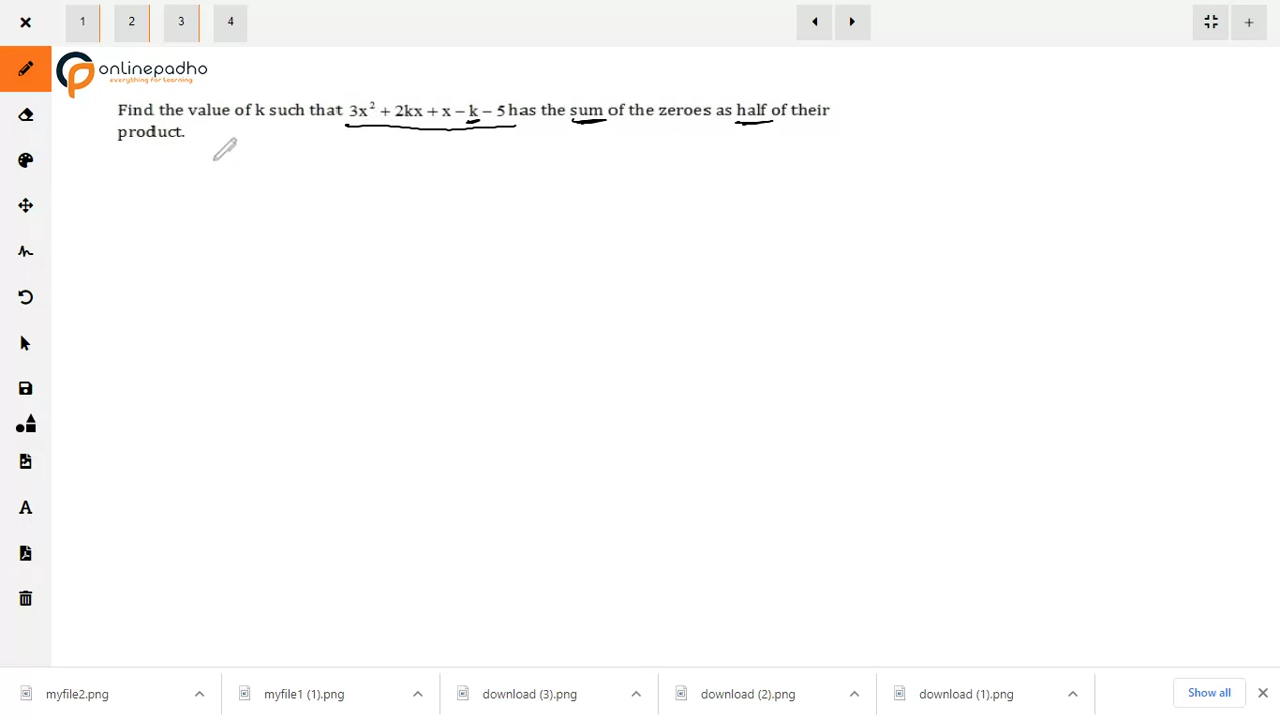 1 2 3 4
onlinepadho
everything for learning
Find the value of k such that 3x² + 2kx + x − k − 5 has the sum of the zeroes as half of their
product.
A
myfile2.png myfile1 (1).png download (3).png download (2).png download (1).png Show all